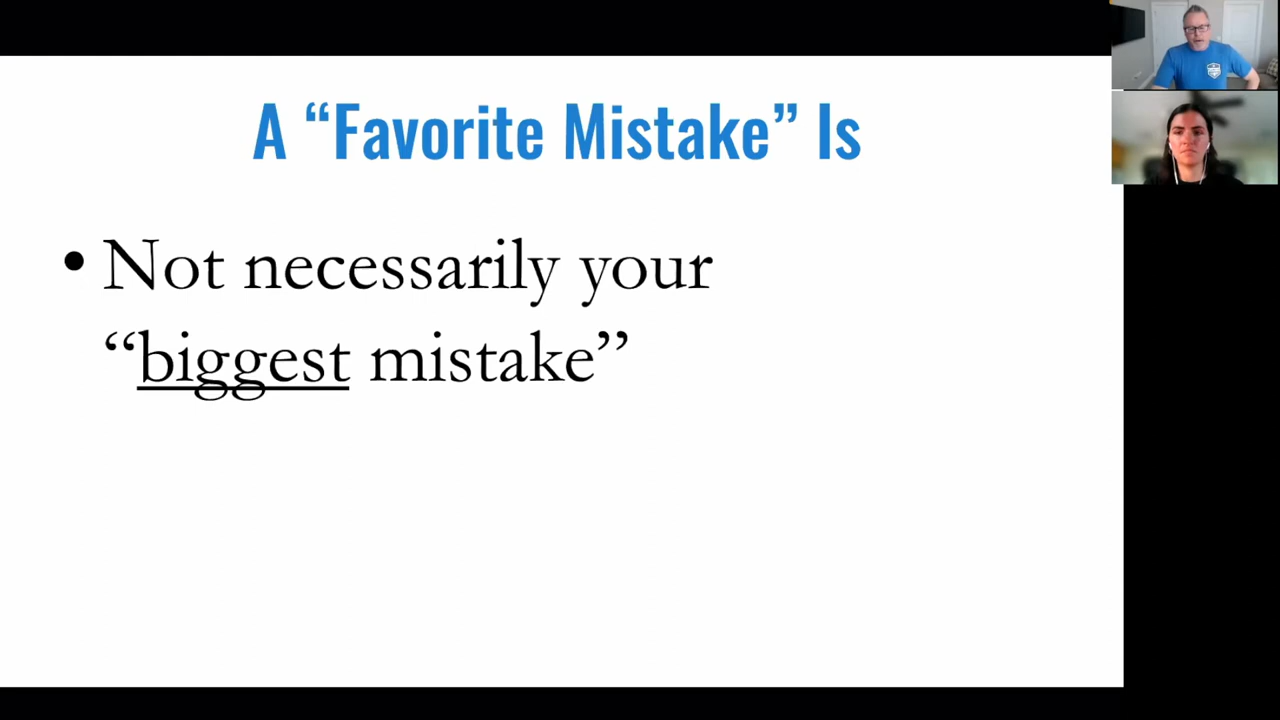 A “Favorite Mistake” Is
• Not necessarily your
“biggest mistake”